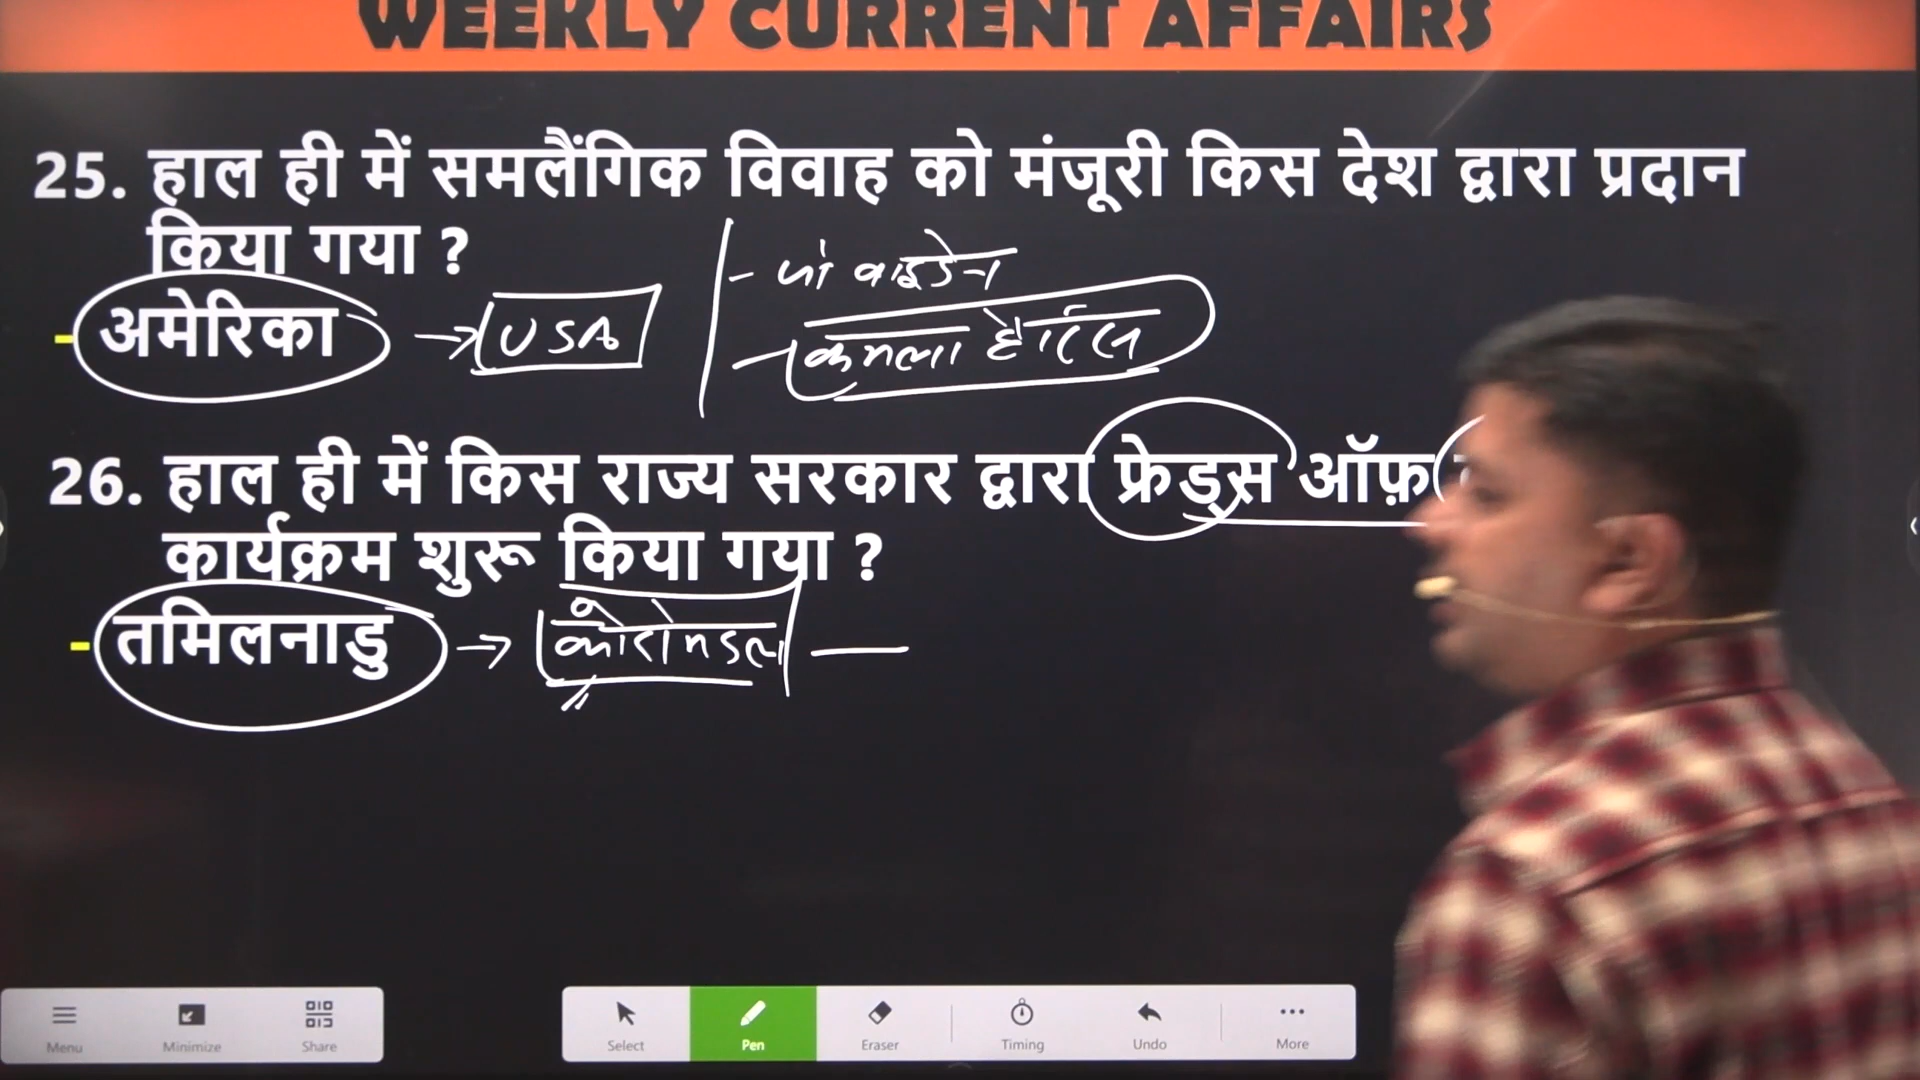 WEEKLY CURRENT AFFAIRS
25. हाल ही में समलैंगिक विवाह को मंजूरी किस देश द्वारा प्रदान
किया गया ?
- जो बाइडेन
- अमेरिका → USA
- कमला हैरिस
26. हाल ही में किस राज्य सरकार द्वारा फ्रेड्स ऑफ़
कार्यक्रम शुरू किया गया ?
- तमिलनाडु → कोरोमंडल —
Menu Minimize Share Select Pen Eraser Timing Undo More